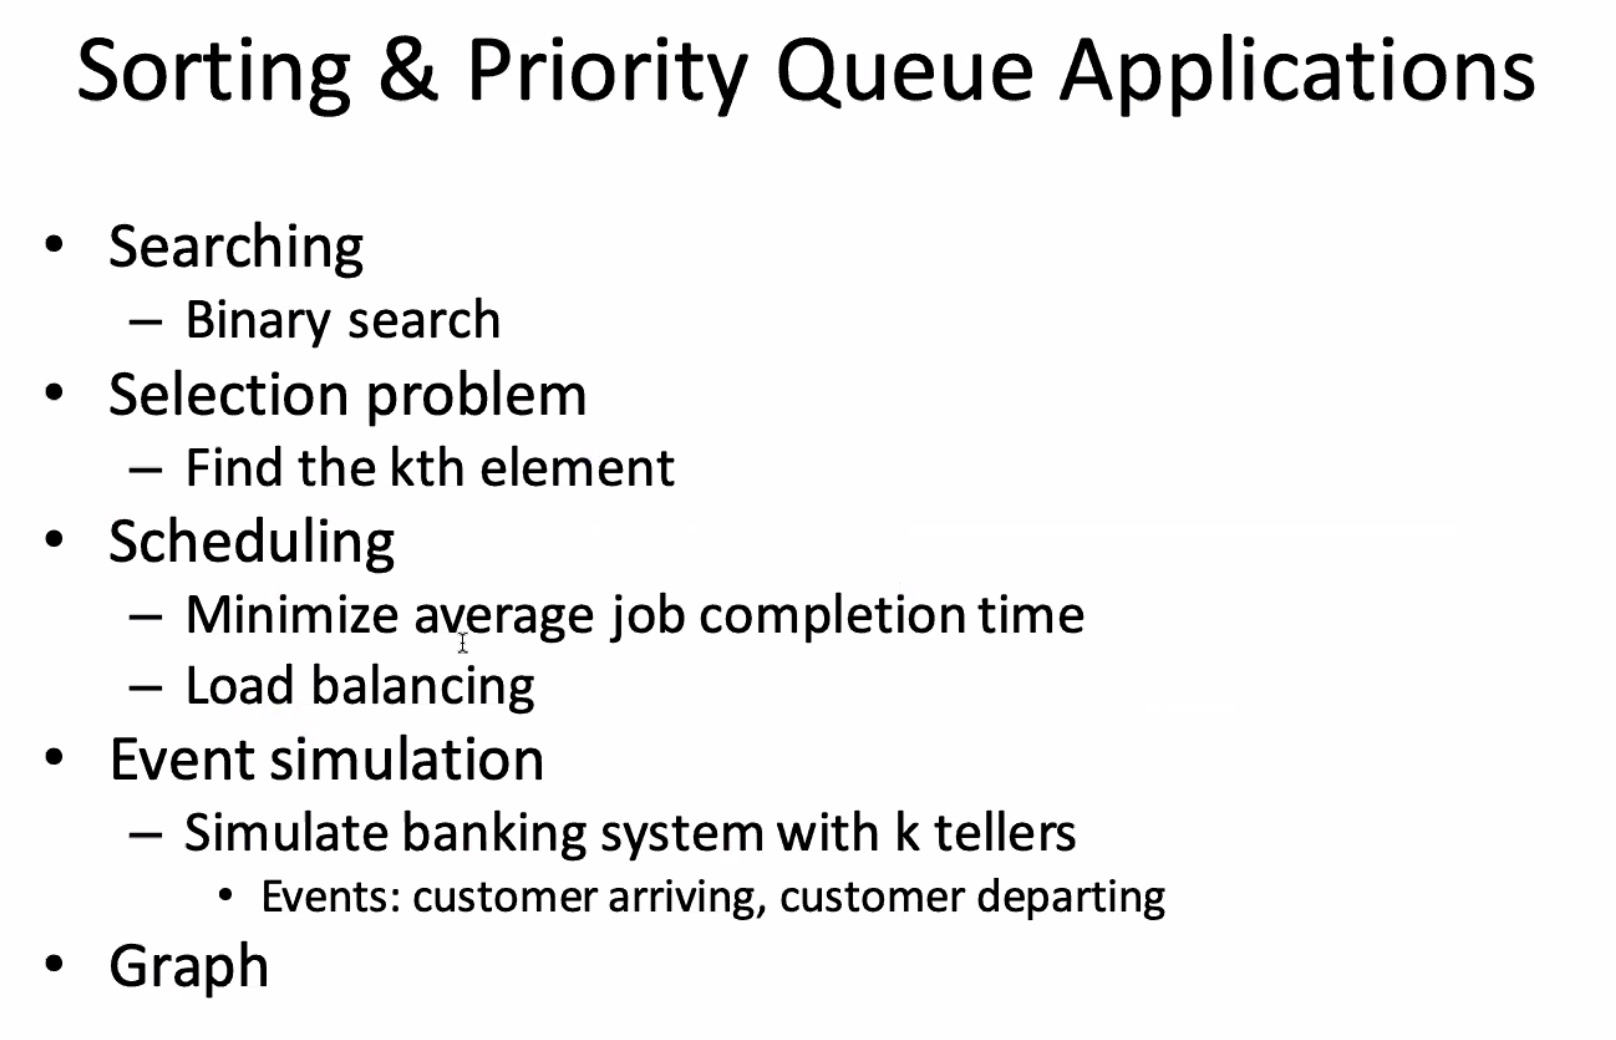 Sorting & Priority Queue Applications
• Searching
– Binary search
• Selection problem
– Find the kth element
• Scheduling
– Minimize average job completion time
– Load balancing
• Event simulation
– Simulate banking system with k tellers
• Events: customer arriving, customer departing
• Graph